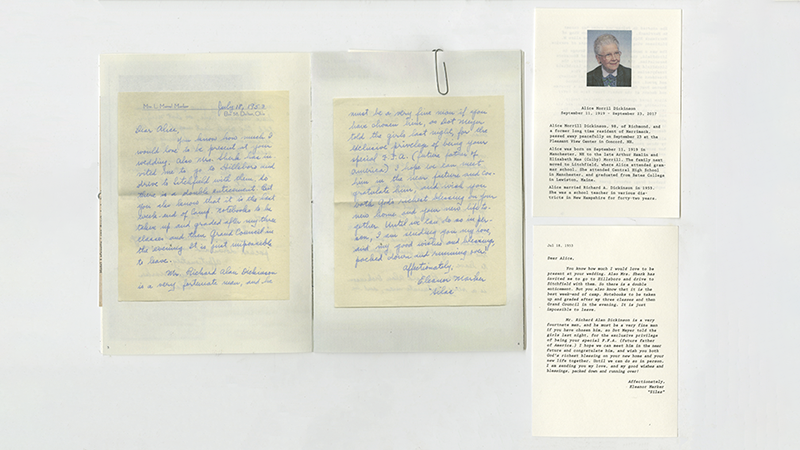 July 18,
Dear Alice,
You know how much I
would love to be present at your
wedding. Also Mrs. Shank has in-
vited me to go to Hillsboro and
drive to Litchfield with them, so
there is a double enticement. But
you also know that it is the last
week-end of Camp. Notebooks to be
taken up and graded after my three
classes and then Grand Council in
the evening. It is just impossible
to leave.
Mr. Richard Alan Dickinson
is a very fortunate man, and he
must be a very fine man if you
have chosen him, as Dot Meyer
told the girls last night, for the
exclusive privilege of being your
special F.F.A. (future father of
America). I hope we can meet
him in the near future and con-
gratulate him, and wish you
both God's richest blessing on your
new home and your new life to-
gether. Until we can do so in per-
son, I am sending you my love,
and my good wishes and blessings,
packed down and running over!
Affectionately,
Eleanor Marker
Alice Morril Dickinson
September 11, 1918 - September 23, 2017
Alice Morrill Dickinson, 98, of Richmond, and
a former long time resident of Merrimack,
passed away peacefully on September 23 at the
Pleasant View Center in Concord, NH.
Alice was born on September 11, 1918 in
Manchester, NH to the late Arthur Hamlin and
Elizabeth Mae (Colby) Morrill. The family next
moved to Litchfield, where Alice attended gram-
mar school. She attended Central High School
in Manchester, and graduated from Bates College
in Lewiston, Maine.
Alice married Richard A. Dickinson in 1953.
She was a school teacher in various dis-
tricts in New Hampshire for forty-two years.
Jul 18, 1953
Dear Alice,
You know how much I would love to be
present at your wedding. Also Mrs. Shank has
invited me to go to Hillsboro and drive to
Litchfield with them. So there is a double
enticement. But you also know that it is the
best week-end of camp. Notebooks to be taken
up and graded after my three classes and then
Grand Council in the evening. It is just
impossible to leave.
Mr. Richard Alan Dickinson is a very
fourtnate man, and he must be a very fine man
if you have chosen him, so Dot Meyer told the
girls last night, for the exclusive privilege
of being your special F.F.A. (future father
of America.) I hope we can meet him in the near
future and congratulate him, and wish you both
God's richest blessing on your new home and your
new life together. Until we can do so in person,
I am sending you my love, and my good wishes and
blessings, packed down and running over!
Affectionately,
Eleanor Marker
"Eilee"